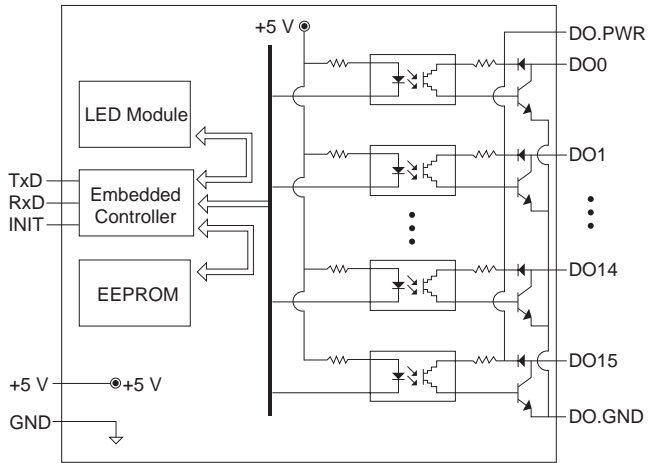 +5 V
DO.PWR
DO0
LED Module
DO1
TxD
RxD
INIT
Embedded
Controller
DO14
EEPROM
DO15
+5 V
+5 V
GND
DO.GND